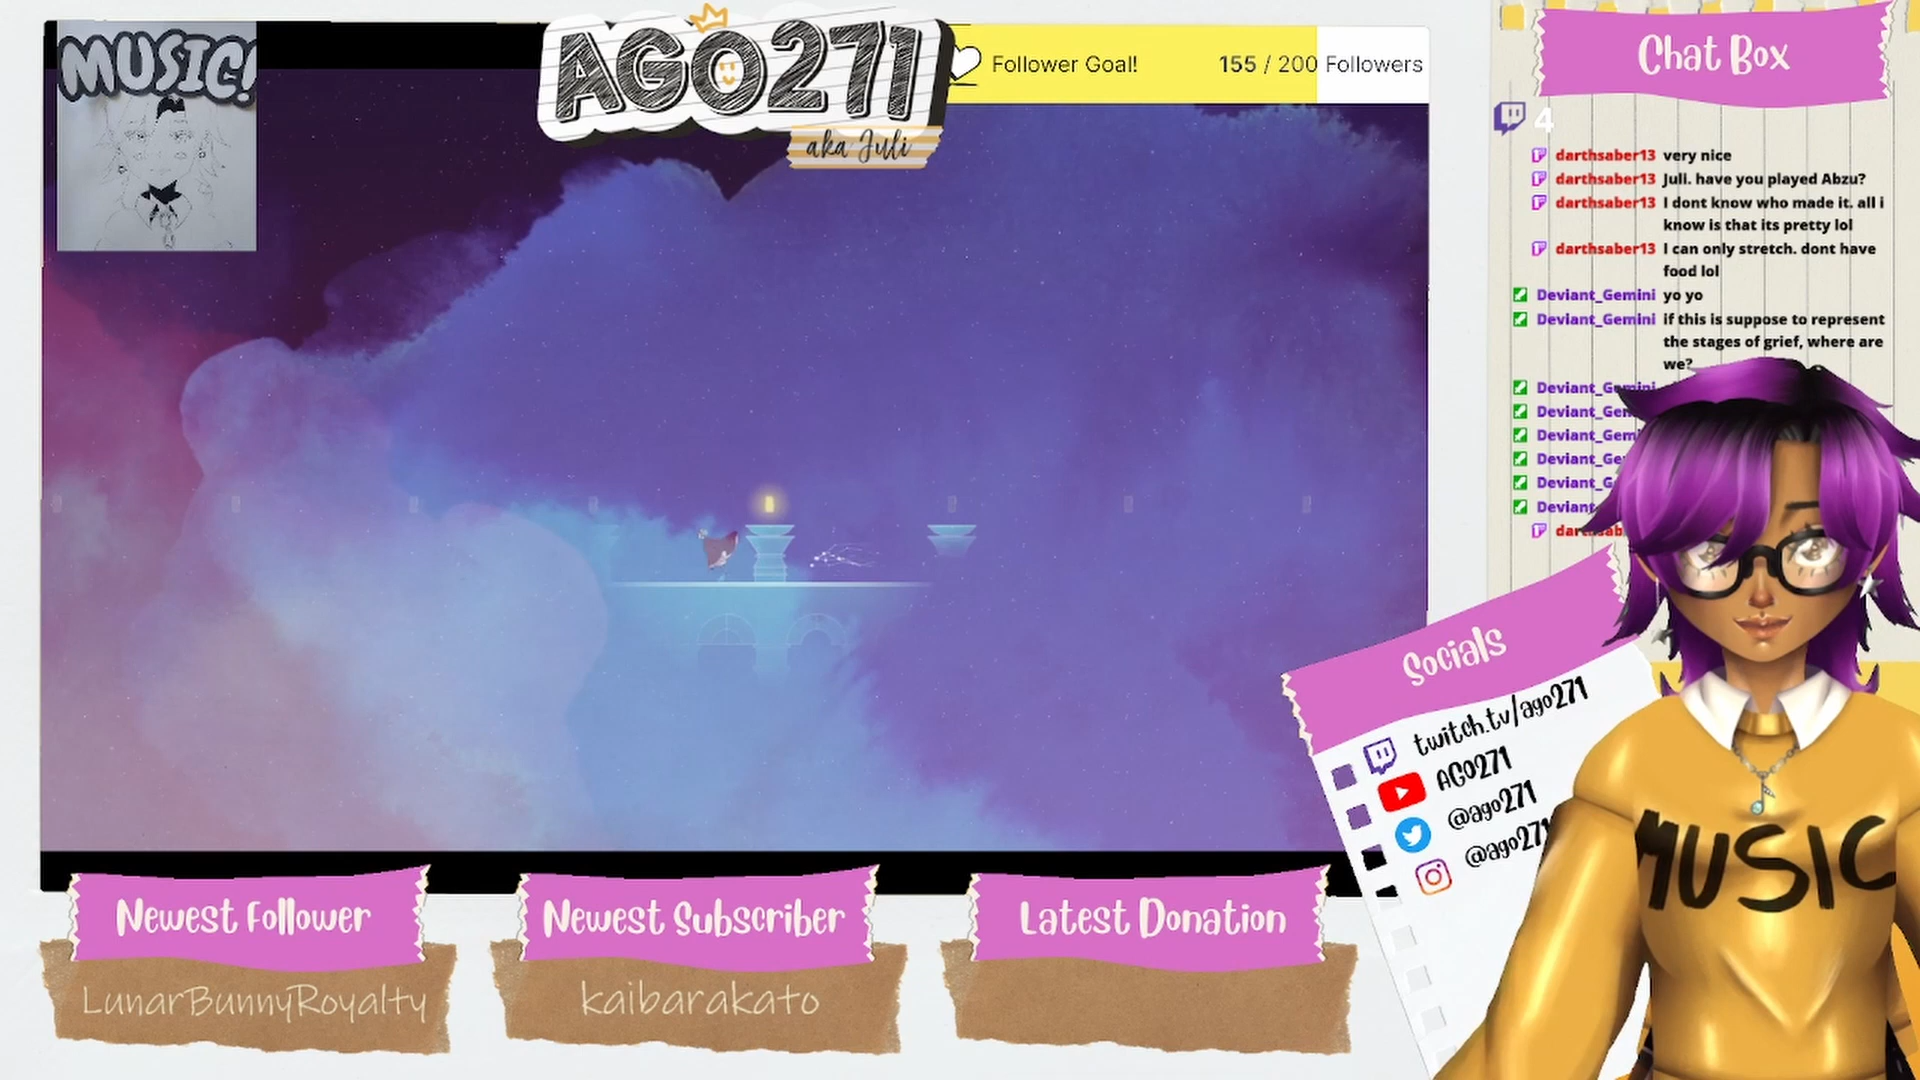 MUSIC!
AGO271
aka Juli
Follower Goal!
155 / 200 Followers
Chat Box
4
darthsaber13 very nice
darthsaber13 Juli. have you played Abzu?
darthsaber13 I dont know who made it. all i
know is that its pretty lol
darthsaber13 I can only stretch. dont have
food lol
Deviant_Gemini yo yo
Deviant_Gemini if this is suppose to represent
the stages of grief, where are
we?
Socials
twitch.tv/ago271
AGO271
@ago271
@ago271
MUSIC
Newest Follower
LunarBunnyRoyalty
Newest Subscriber
kaibarakato
Latest Donation